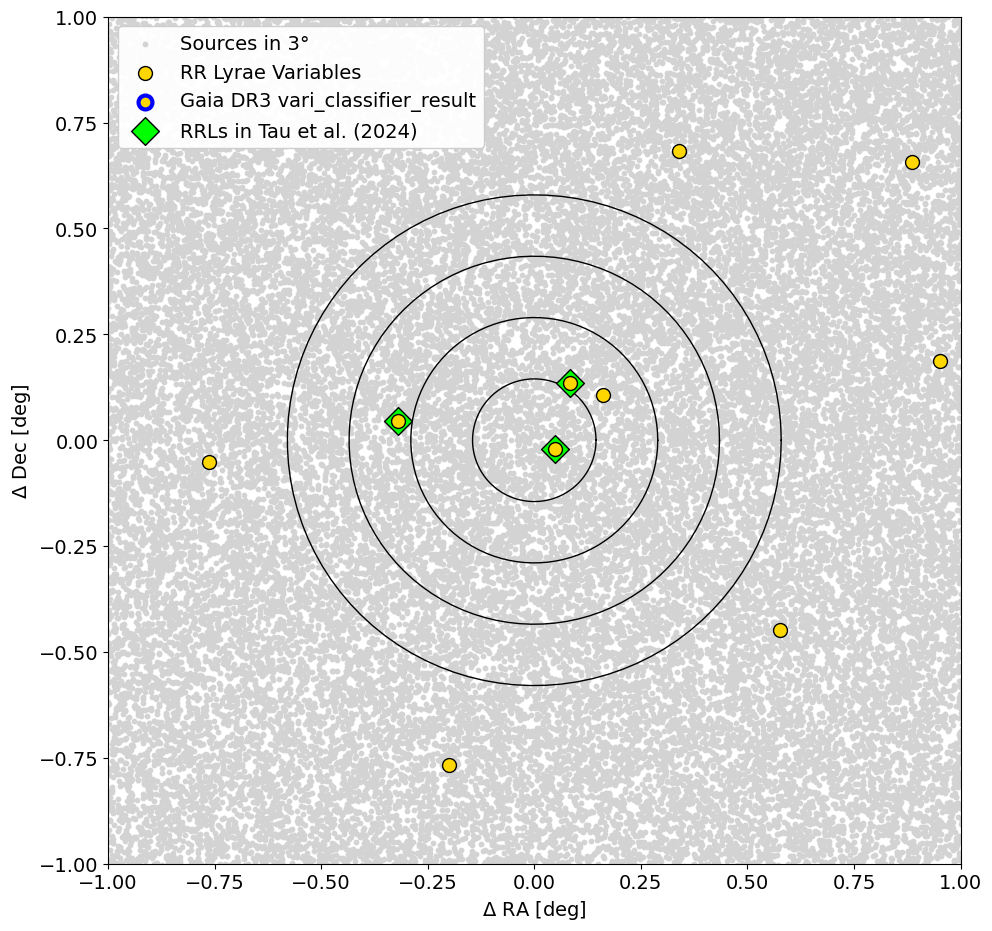 1.00
Sources in 3°
RR Lyrae Variables
Gaia DR3 vari_classifier_result
RRLs in Tau et al. (2024)
0.75
0.50
0.25
0.00
−0.25
−0.50
−0.75
−1.00
Δ Dec [deg]
−1.00 −0.75 −0.50 −0.25 0.00 0.25 0.50 0.75 1.00
Δ RA [deg]